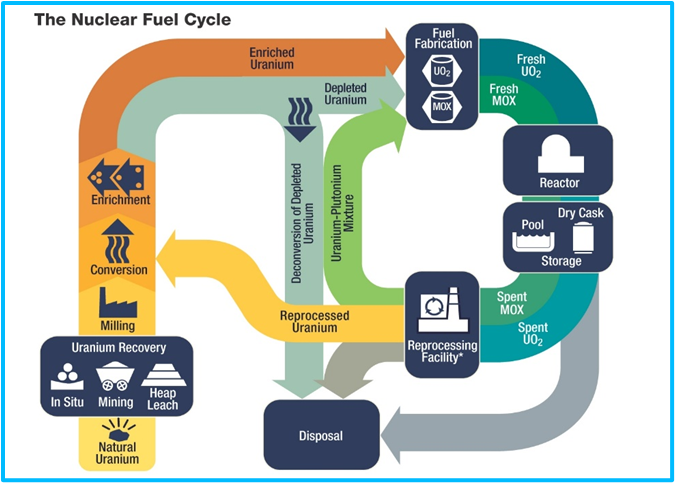 The Nuclear Fuel Cycle
Enriched
Uranium
Depleted
Uranium
Fuel
Fabrication
UO2
MOX
Fresh
UO2
Fresh
MOX
Reactor
Pool
Dry Cask
Storage
Enrichment
Conversion
Milling
Deconversion of Depleted
Uranium
Uranium-Plutonium
Mixture
Reprocessed
Uranium
Reprocessing
Facility*
Spent
MOX
Spent
UO2
Uranium Recovery
In Situ
Mining
Heap
Leach
Natural
Uranium
Disposal